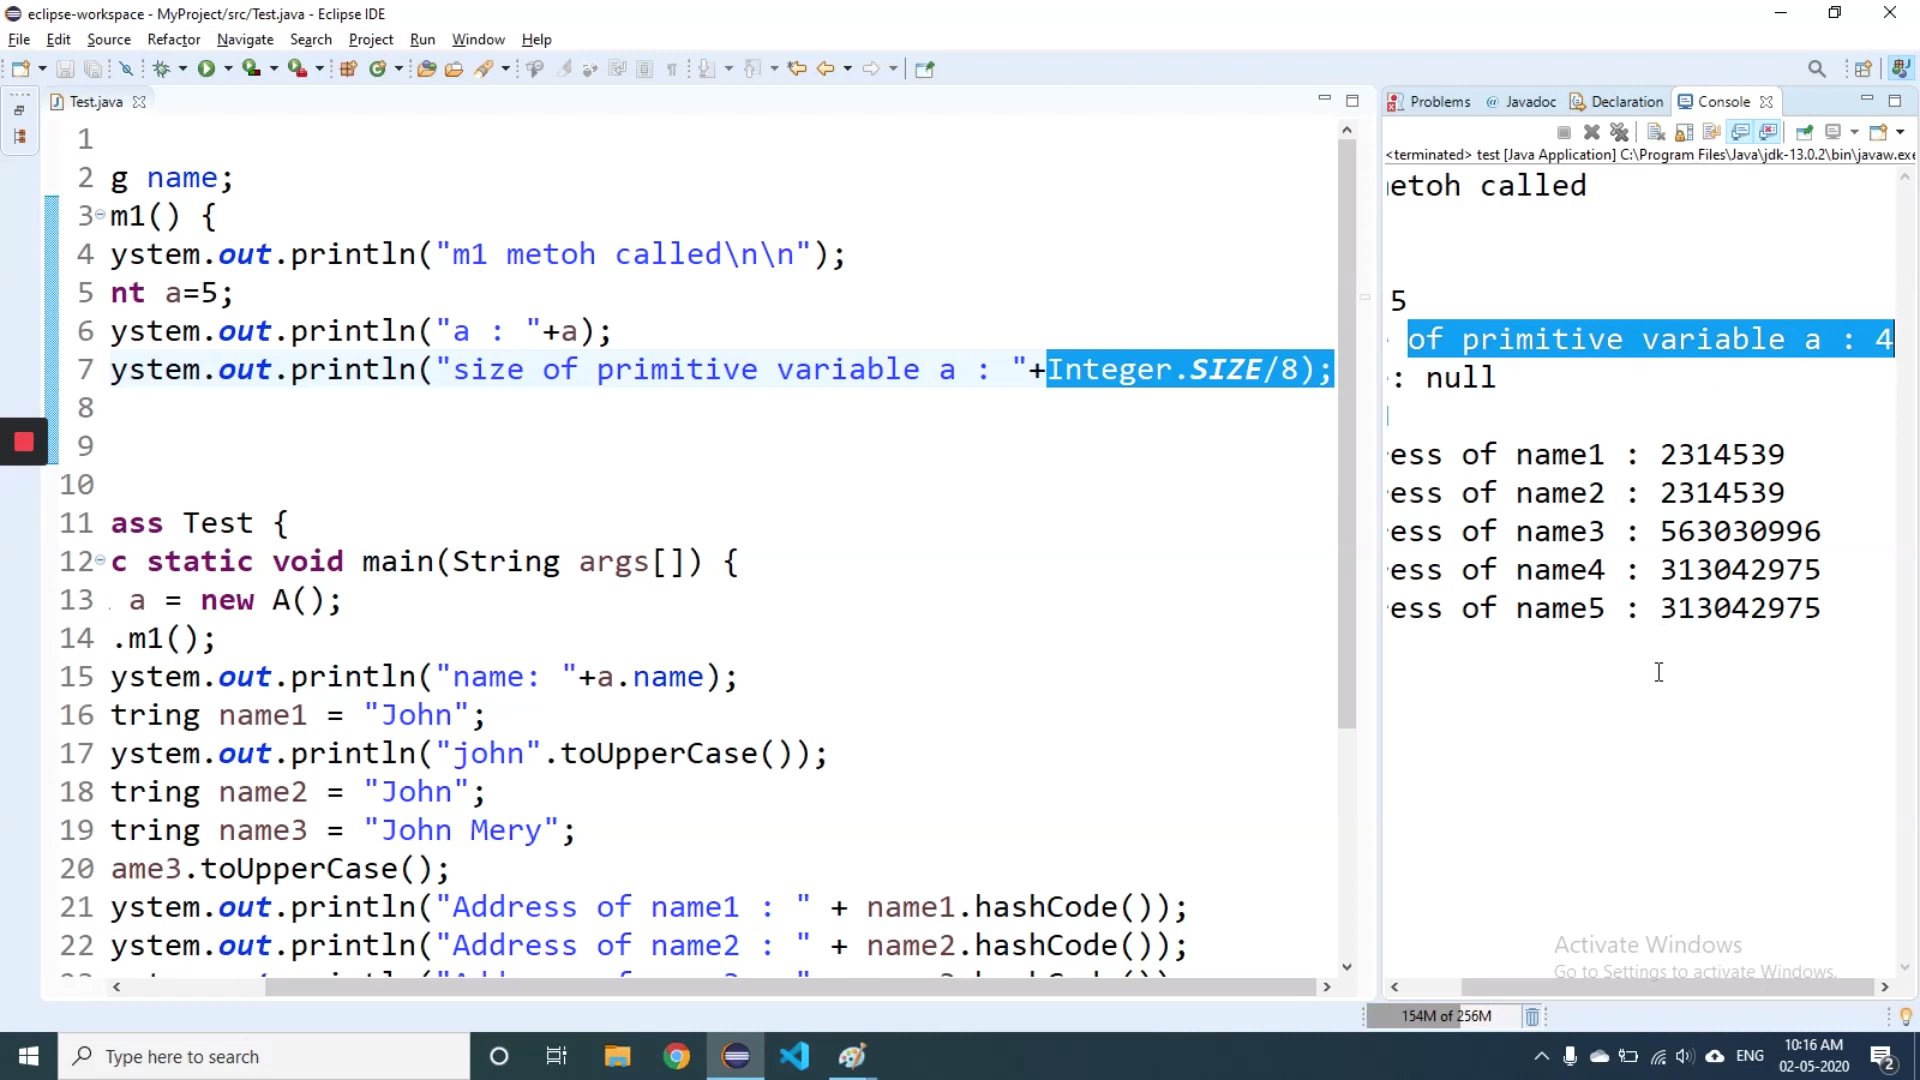 eclipse-workspace - MyProject/src/Test.java - Eclipse IDE
File Edit Source Refactor Navigate Search Project Run Window Help
Test.java
1
2 g name;
3 m1() {
4 ystem.out.println("m1 metoh called\n\n");
5 nt a=5;
6 ystem.out.println("a : "+a);
7 ystem.out.println("size of primitive variable a : "+Integer.SIZE/8);
8
9
10
11 ass Test {
12 c static void main(String args[]) {
13 a = new A();
14 .m1();
15 ystem.out.println("name: "+a.name);
16 tring name1 = "John";
17 ystem.out.println("john".toUpperCase());
18 tring name2 = "John";
19 tring name3 = "John Mery";
20 ame3.toUpperCase();
21 ystem.out.println("Address of name1 : " + name1.hashCode());
22 ystem.out.println("Address of name2 : " + name2.hashCode());
Problems @ Javadoc Declaration Console
<terminated> test [Java Application] C:\Program Files\Java\jdk-13.0.2\bin\javaw.exe
etoh called
5
of primitive variable a : 4
: null
ess of name1 : 2314539
ess of name2 : 2314539
ess of name3 : 563030996
ess of name4 : 313042975
ess of name5 : 313042975
Activate Windows
Go to Settings to activate Windows.
154M of 256M
Type here to search
ENG
10:16 AM
02-05-2020
2